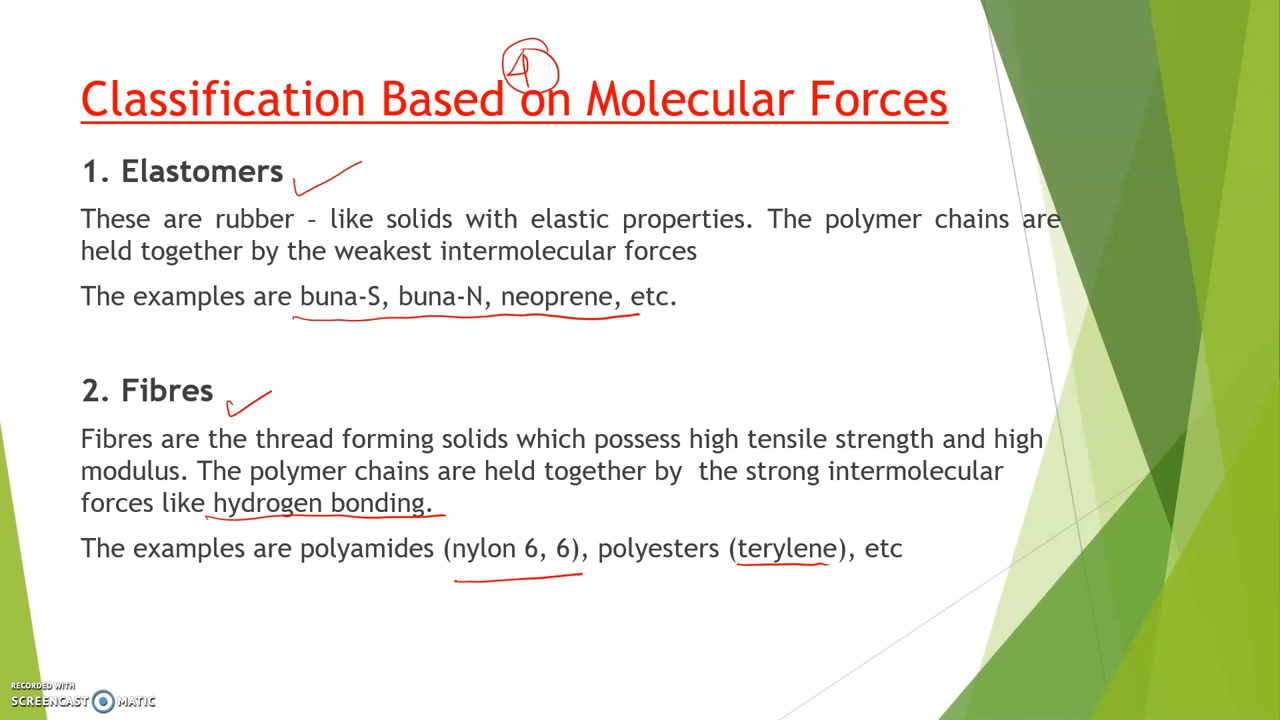 4
Classification Based on Molecular Forces
1. Elastomers
These are rubber – like solids with elastic properties. The polymer chains are
held together by the weakest intermolecular forces
The examples are buna-S, buna-N, neoprene, etc.
2. Fibres
Fibres are the thread forming solids which possess high tensile strength and high
modulus. The polymer chains are held together by the strong intermolecular
forces like hydrogen bonding.
The examples are polyamides (nylon 6, 6), polyesters (terylene), etc
RECORDED WITH
SCREENCAST MATIC